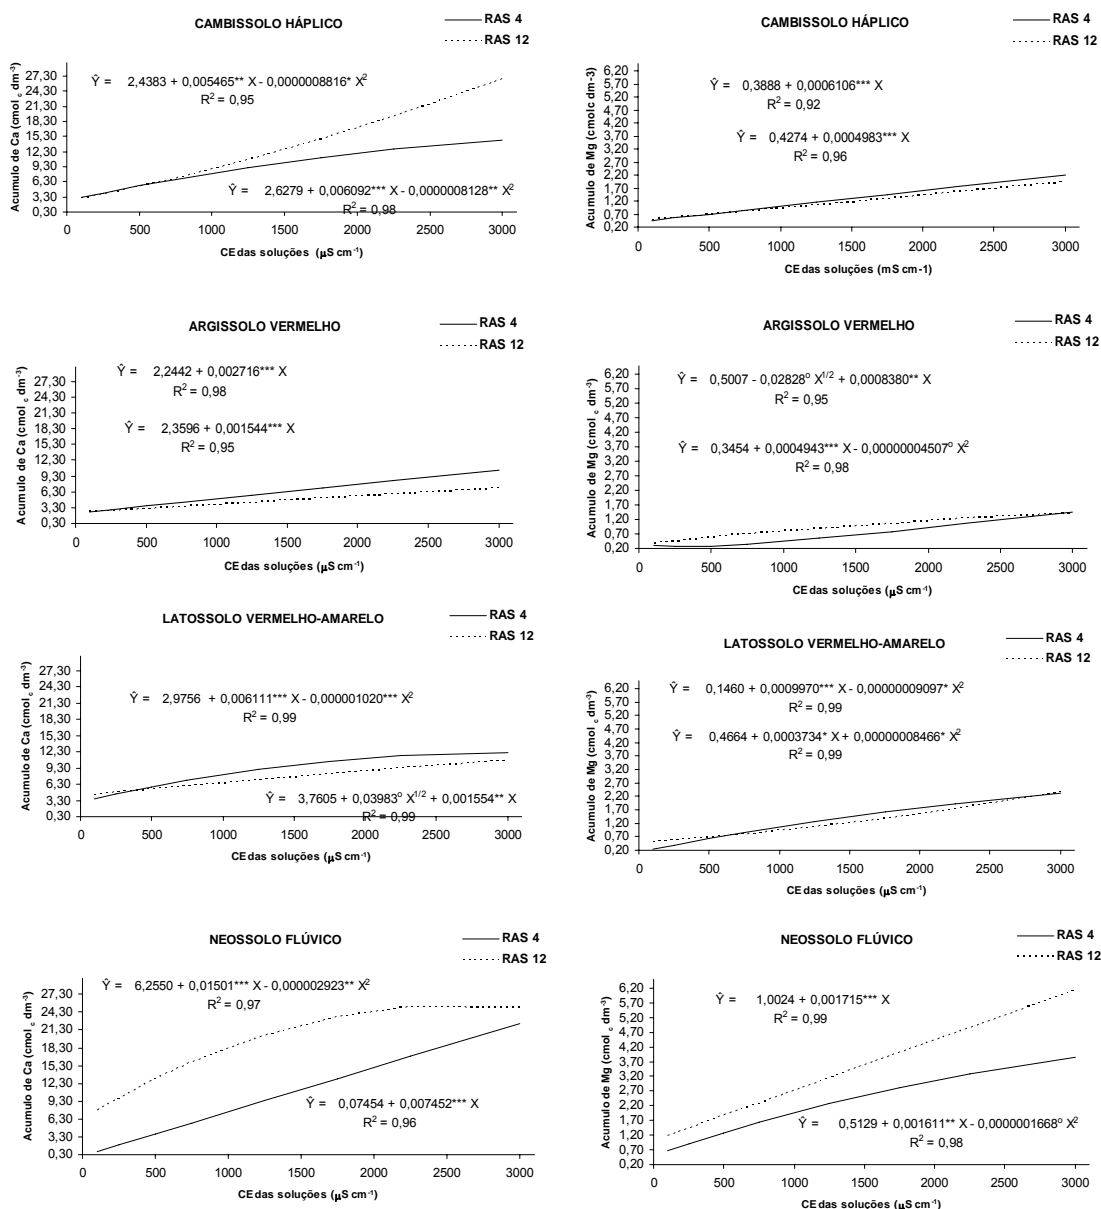 CAMBISSOLO HÁPLICO
RAS 4
RAS 12
Ŷ = 2,4383 + 0,005465** X - 0,0000008816* X²
R² = 0,95
Ŷ = 2,6279 + 0,006092*** X - 0,0000008128** X²
R² = 0,98
Acumulo de Ca (cmol c dm⁻³)
27,30
24,30
21,30
18,30
15,30
12,30
9,30
6,30
3,30
0,30
0 500 1000 1500 2000 2500 3000
CE das soluções (µS cm⁻¹)
CAMBISSOLO HÁPLICO
RAS 4
RAS 12
Ŷ = 0,3888 + 0,0006106*** X
R² = 0,92
Ŷ = 0,4274 + 0,0004983*** X
R² = 0,96
Acumulo de Mg (cmolc dm-3)
6,20
5,70
5,20
4,70
4,20
3,70
3,20
2,70
2,20
1,70
1,20
0,70
0,20
0 500 1000 1500 2000 2500 3000
CE das soluções (mS cm-1)
ARGISSOLO VERMELHO
RAS 4
RAS 12
Ŷ = 2,2442 + 0,002716*** X
R² = 0,98
Ŷ = 2,3596 + 0,001544*** X
R² = 0,95
Acumulo de Ca (cmol c dm⁻³)
27,30
24,30
21,30
18,30
15,30
12,30
9,30
6,30
3,30
0,30
0 500 1000 1500 2000 2500 3000
CE das soluções (µS cm⁻¹)
ARGISSOLO VERMELHO
RAS 4
RAS 12
Ŷ = 0,5007 - 0,02828° X¹/² + 0,0008380** X
R² = 0,95
Ŷ = 0,3454 + 0,0004943*** X - 0,00000004507° X²
R² = 0,98
Acumulo de Mg (cmol c dm⁻³)
6,20
5,70
5,20
4,70
4,20
3,70
3,20
2,70
2,20
1,70
1,20
0,70
0,20
0 500 1000 1500 2000 2500 3000
CE das soluções (µS cm⁻¹)
LATOSSOLO VERMELHO-AMARELO
RAS 4
RAS 12
Ŷ = 2,9756 + 0,006111*** X - 0,000001020*** X²
R² = 0,99
Ŷ = 3,7605 + 0,03983° X¹/² + 0,001554** X
R² = 0,99
Acumulo de Ca (cmol c dm⁻³)
27,30
24,30
21,30
18,30
15,30
12,30
9,30
6,30
3,30
0,30
0 500 1000 1500 2000 2500 3000
CE das soluções (µS cm⁻¹)
LATOSSOLO VERMELHO-AMARELO
RAS 4
RAS 12
Ŷ = 0,1460 + 0,0009970*** X - 0,00000009097* X²
R² = 0,99
Ŷ = 0,4664 + 0,0003734* X + 0,00000008466* X²
R² = 0,99
Acumulo de Mg (cmol c dm⁻³)
6,20
5,70
5,20
4,70
4,20
3,70
3,20
2,70
2,20
1,70
1,20
0,70
0,20
0 500 1000 1500 2000 2500 3000
CE das soluções (µS cm⁻¹)
NEOSSOLO FLÚVICO
RAS 4
RAS 12
Ŷ = 6,2550 + 0,01501*** X - 0,000002923** X²
R² = 0,97
Ŷ = 0,07454 + 0,007452*** X
R² = 0,96
Acumulo de Ca (cmol c dm⁻³)
27,30
24,30
21,30
18,30
15,30
12,30
9,30
6,30
3,30
0,30
0 500 1000 1500 2000 2500 3000
CE das soluções (µS cm⁻¹)
NEOSSOLO FLÚVICO
RAS 4
RAS 12
Ŷ = 1,0024 + 0,001715*** X
R² = 0,99
Ŷ = 0,5129 + 0,001611** X - 0,0000001668° X²
R² = 0,98
Acumulo de Mg (cmol c dm⁻³)
6,20
5,70
5,20
4,70
4,20
3,70
3,20
2,70
2,20
1,70
1,20
0,70
0,20
0 500 1000 1500 2000 2500 3000
CE das soluções (µS cm⁻¹)